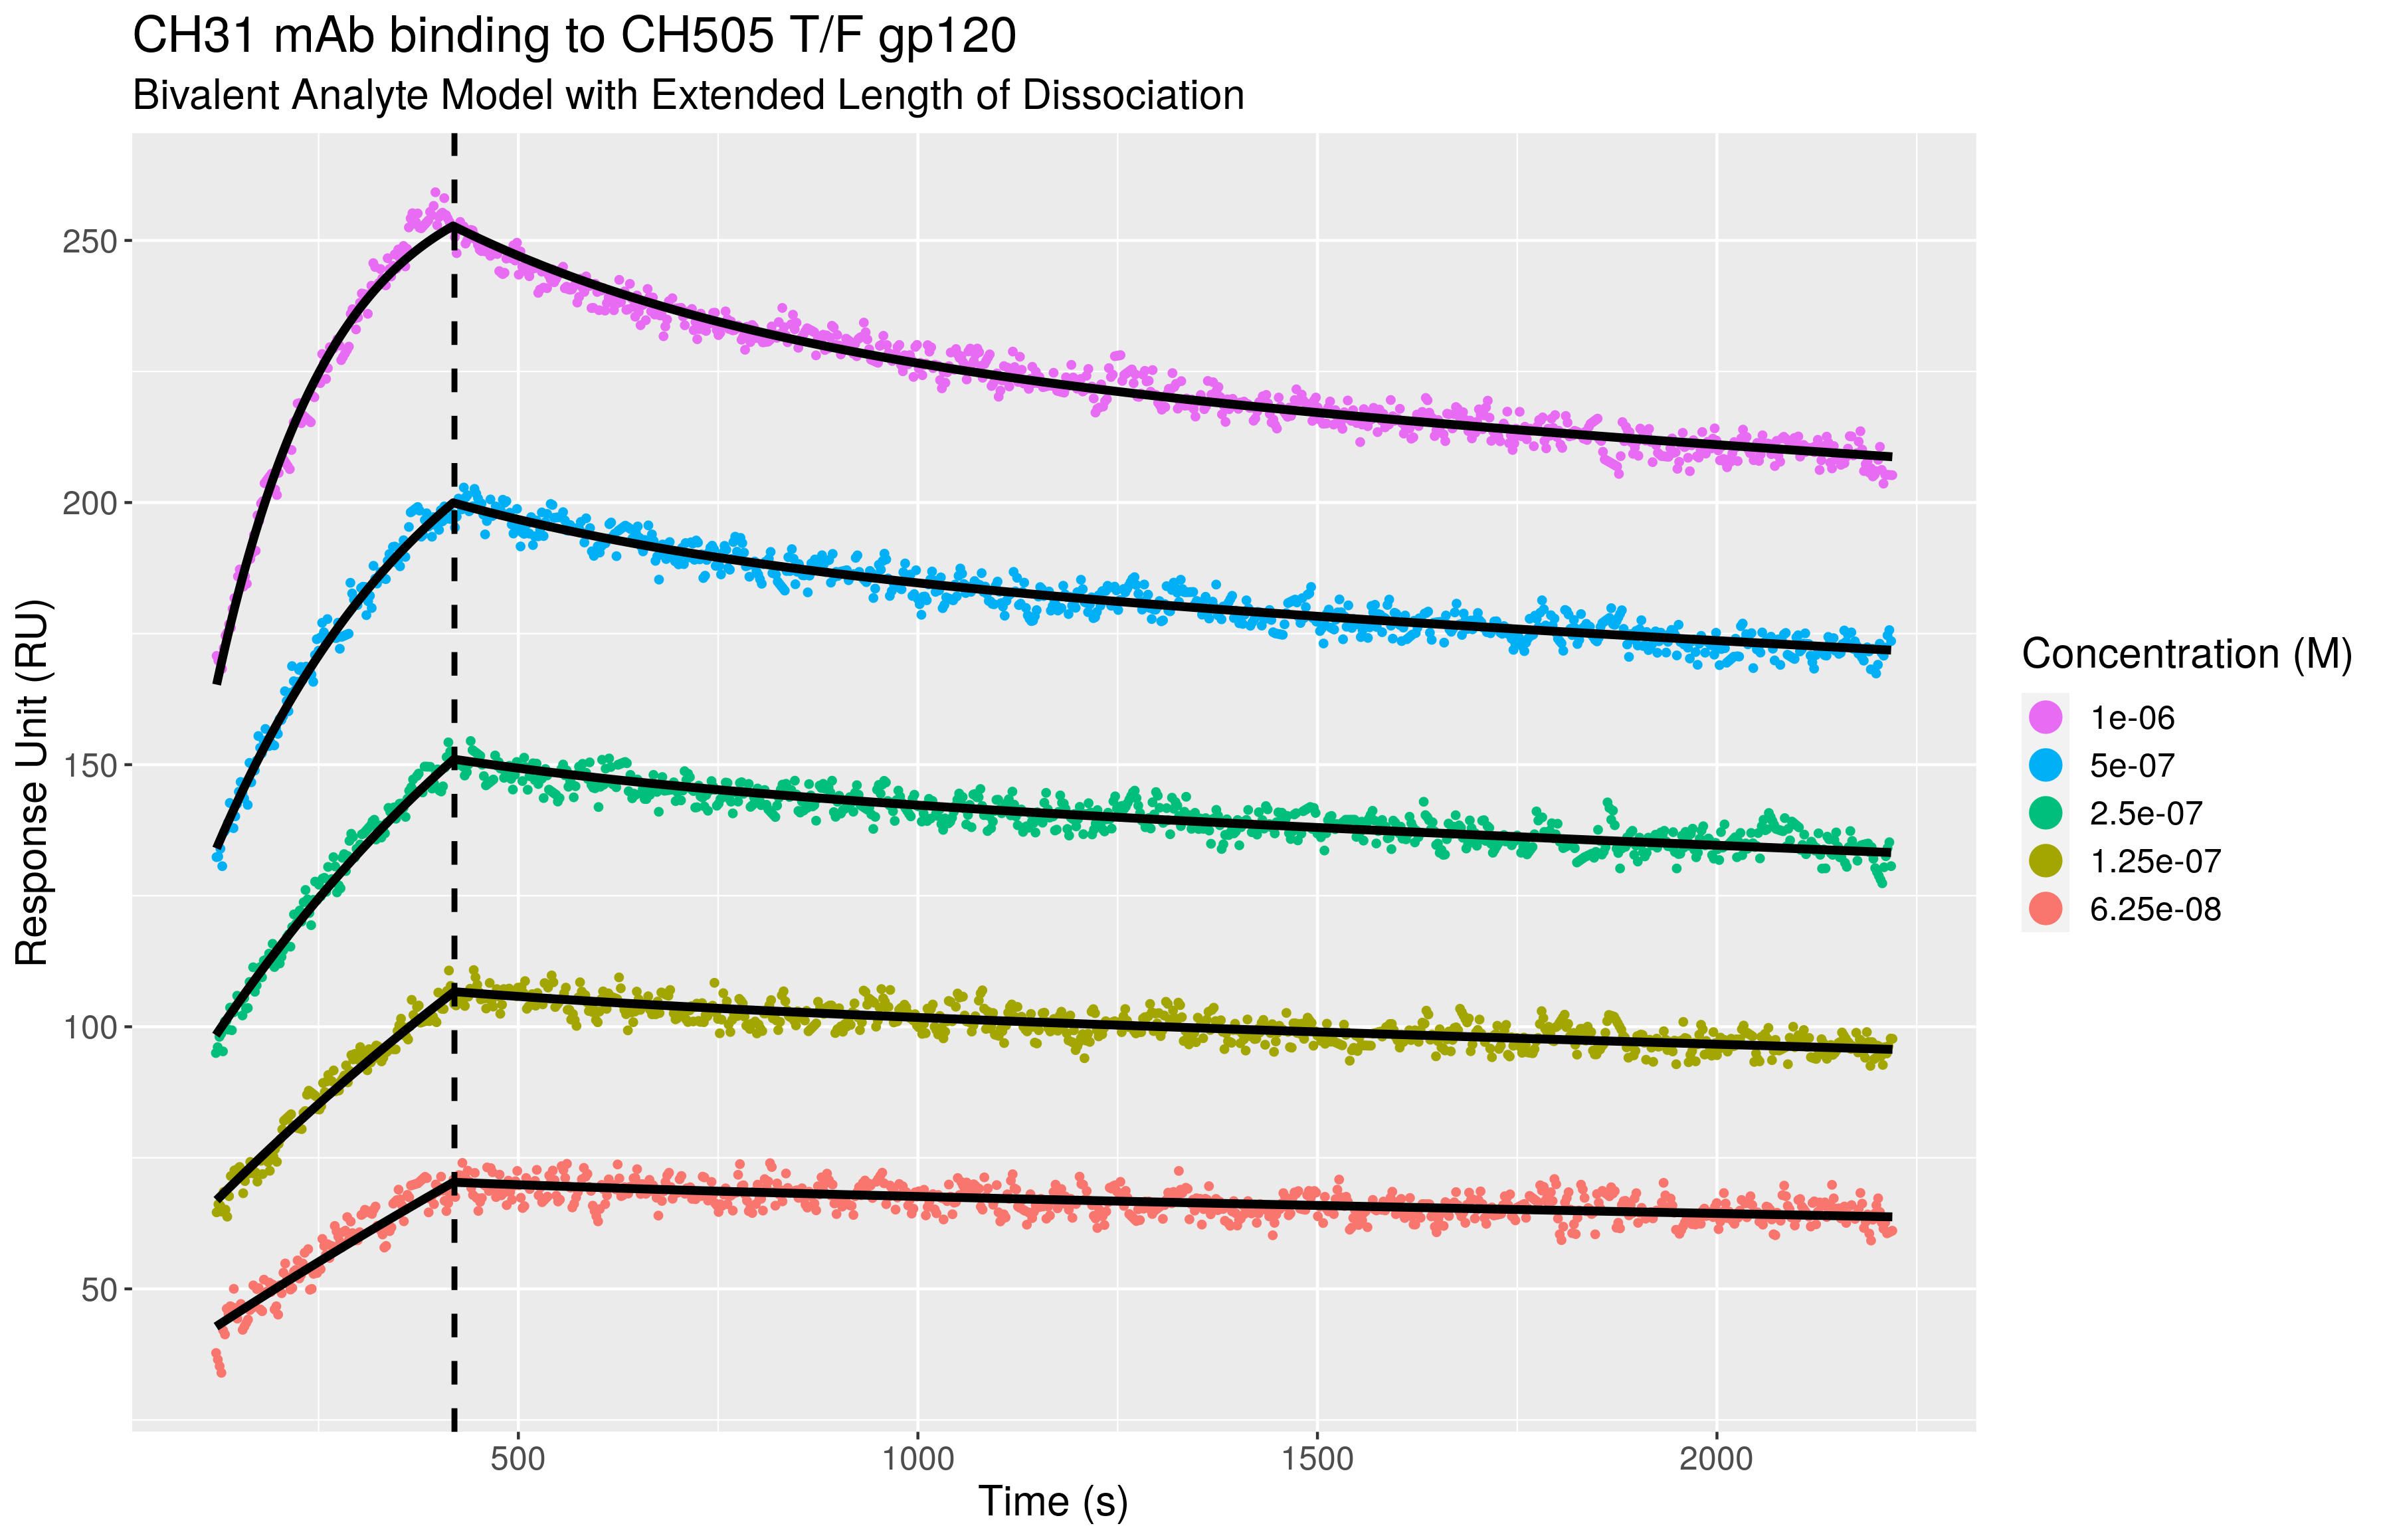 CH31 mAb binding to CH505 T/F gp120
Bivalent Analyte Model with Extended Length of Dissociation
Response Unit (RU)
250
200
150
100
50
500
1000
1500
2000
Time (s)
Concentration (M)
1e-06
5e-07
2.5e-07
1.25e-07
6.25e-08